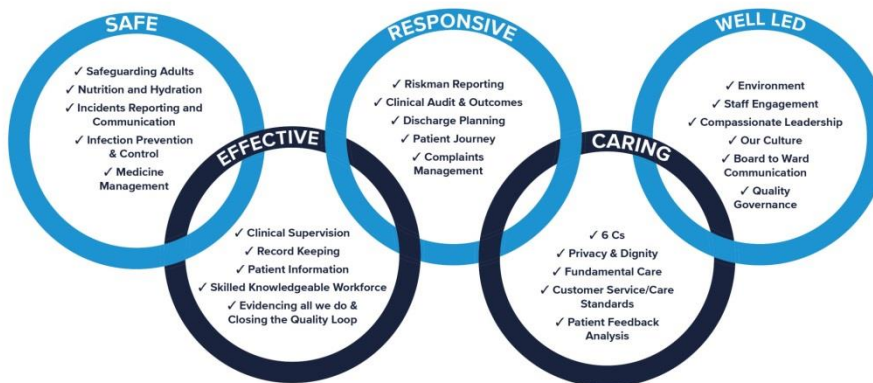 SAFE
✓ Safeguarding Adults
✓ Nutrition and Hydration
✓ Incidents Reporting and
Communication
✓ Infection Prevention
& Control
✓ Medicine
Management
EFFECTIVE
✓ Clinical Supervision
✓ Record Keeping
✓ Patient Information
✓ Skilled Knowledgeable Workforce
✓ Evidencing all we do &
Closing the Quality Loop
RESPONSIVE
✓ Riskman Reporting
✓ Clinical Audit & Outcomes
✓ Discharge Planning
✓ Patient Journey
✓ Complaints
Management
CARING
✓ 6 Cs
✓ Privacy & Dignity
✓ Fundamental Care
✓ Customer Service/Care
Standards
✓ Patient Feedback
Analysis
WELL LED
✓ Environment
✓ Staff Engagement
✓ Compassionate Leadership
✓ Our Culture
✓ Board to Ward
Communication
✓ Quality
Governance